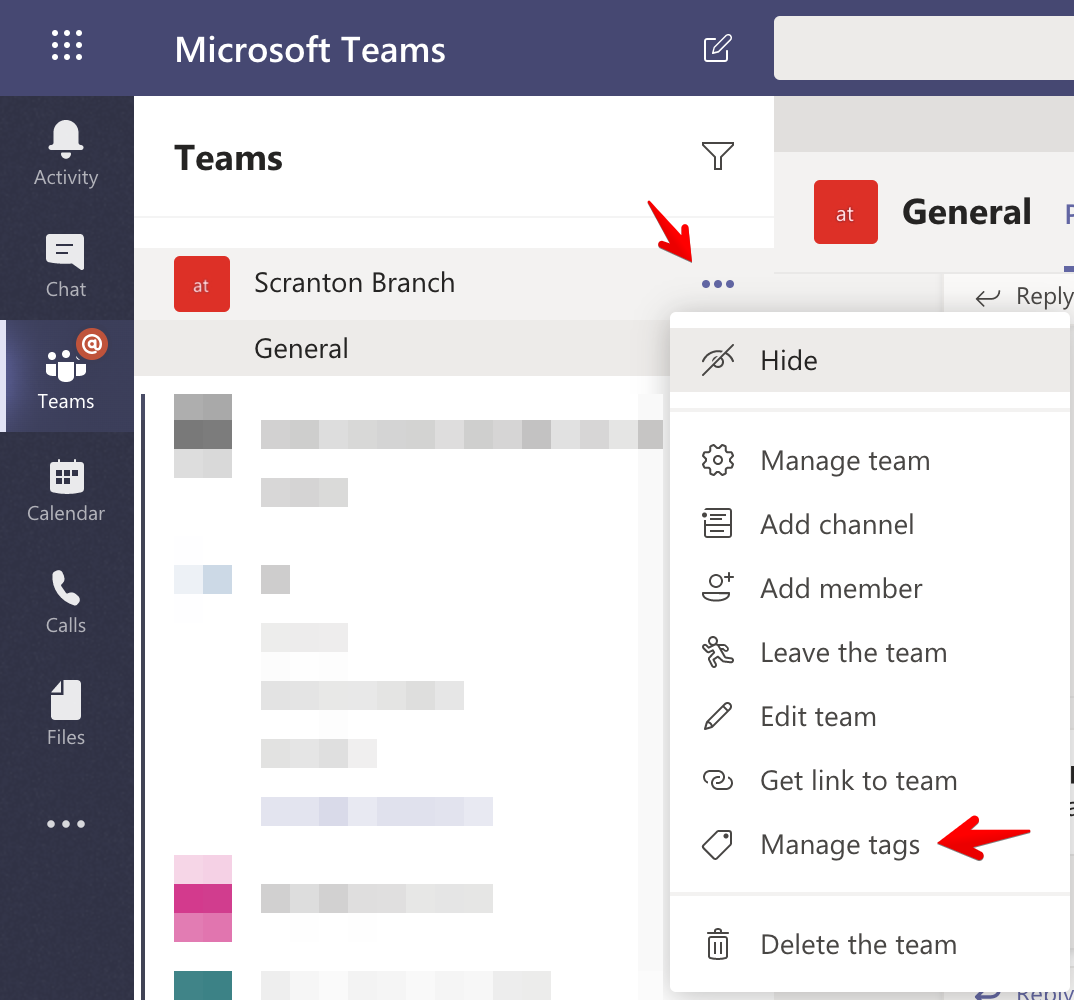 Microsoft Teams
Activity
Chat
@
Teams
Calendar
Calls
Files
Teams
at
Scranton Branch
General
at
General
Reply
Hide
Manage team
Add channel
Add member
Leave the team
Edit team
Get link to team
Manage tags
Delete the team
Reply